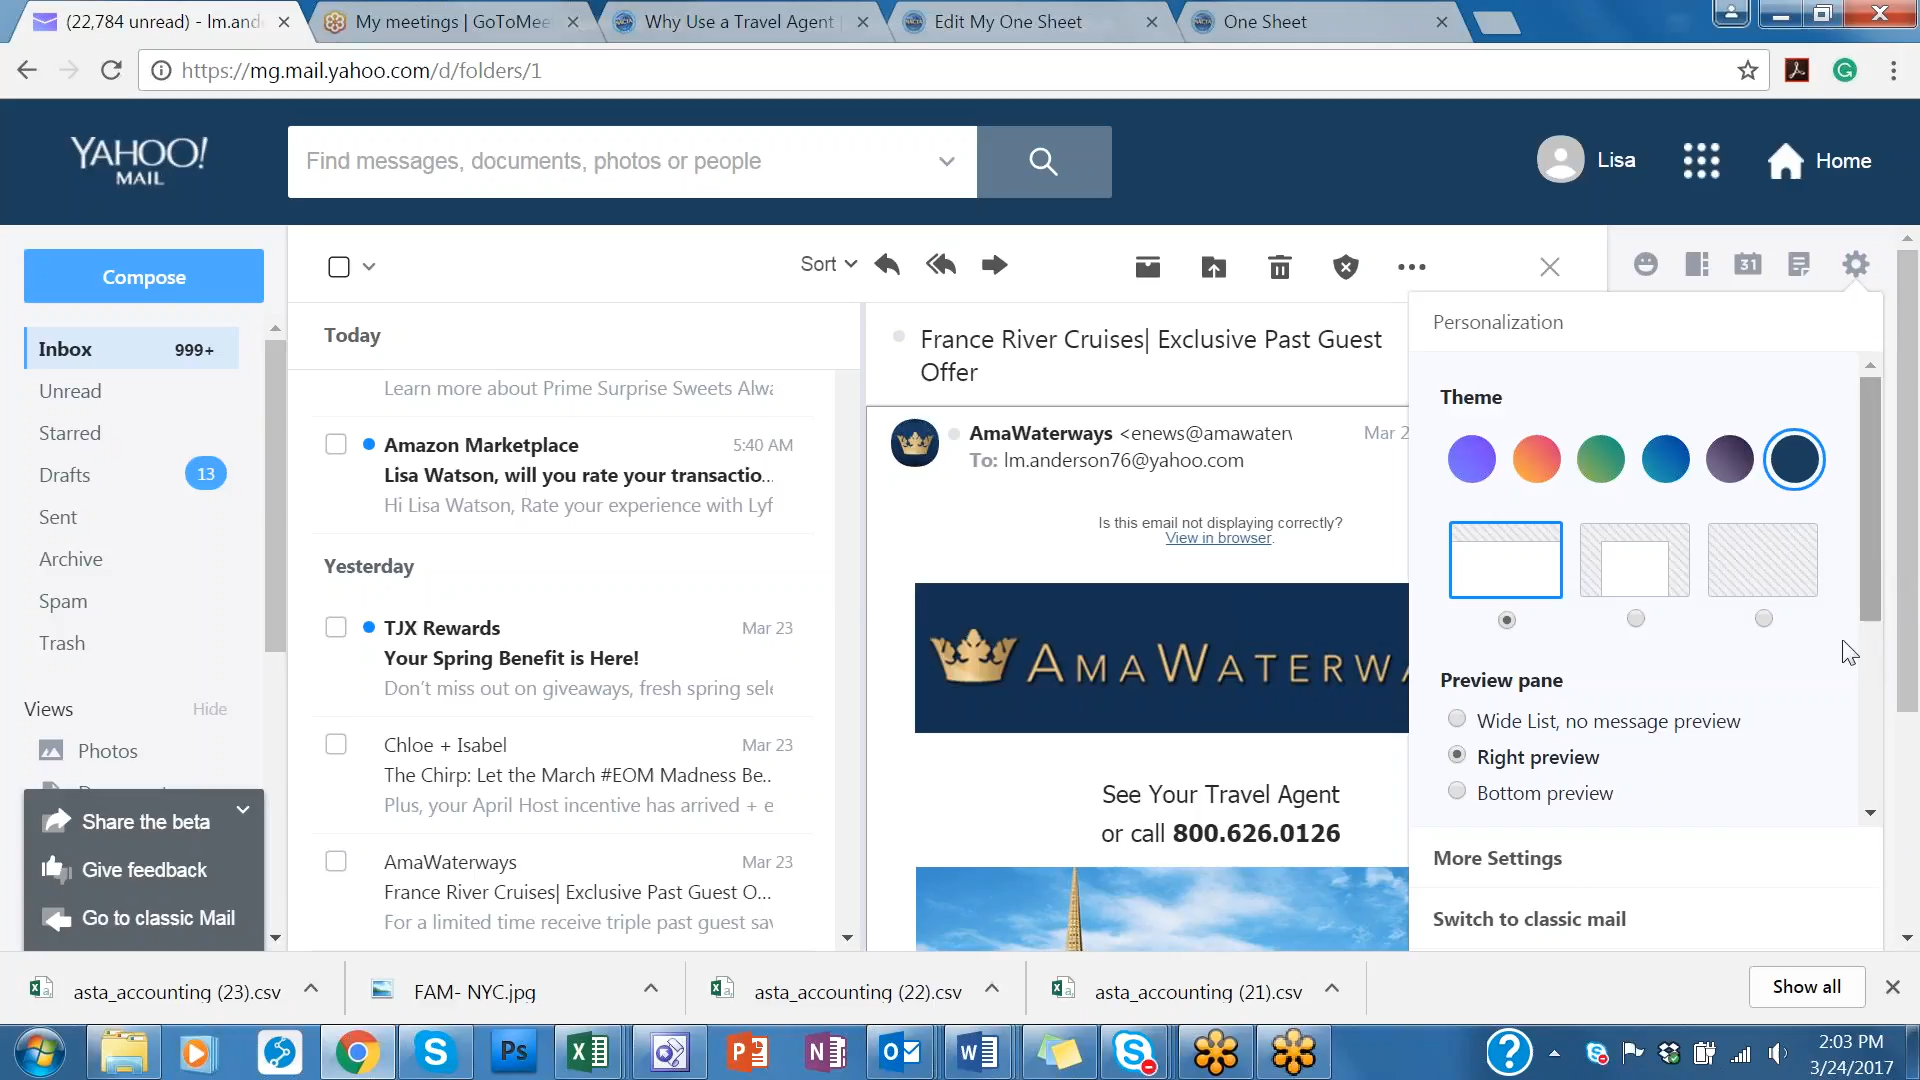 (22,784 unread) - lm.and
My meetings | GoToMee
Why Use a Travel Agent |
Edit My One Sheet
One Sheet
https://mg.mail.yahoo.com/d/folders/1
YAHOO!
MAIL
Find messages, documents, photos or people
Lisa
Home
Compose
Sort
31
Inbox 999+
Unread
Starred
Drafts 13
Sent
Archive
Spam
Trash
Views Hide
Photos
Share the beta
Give feedback
Go to classic Mail
Today
Learn more about Prime Surprise Sweets Alwa
Amazon Marketplace 5:40 AM
Lisa Watson, will you rate your transactio...
Hi Lisa Watson, Rate your experience with Lyf
Yesterday
TJX Rewards Mar 23
Your Spring Benefit is Here!
Don't miss out on giveaways, fresh spring sele
Chloe + Isabel Mar 23
The Chirp: Let the March #EOM Madness Be...
Plus, your April Host incentive has arrived + e
AmaWaterways Mar 23
France River Cruises| Exclusive Past Guest O...
For a limited time receive triple past guest sav
France River Cruises| Exclusive Past Guest
Offer
AmaWaterways <enews@amawaten Mar 2
To: lm.anderson76@yahoo.com
Is this email not displaying correctly?
View in browser.
AMAWATERWA
See Your Travel Agent
or call 800.626.0126
Personalization
Theme
Preview pane
Wide List, no message preview
Right preview
Bottom preview
More Settings
Switch to classic mail
asta_accounting (23).csv
FAM- NYC.jpg
asta_accounting (22).csv
asta_accounting (21).csv
Show all
2:03 PM
3/24/2017